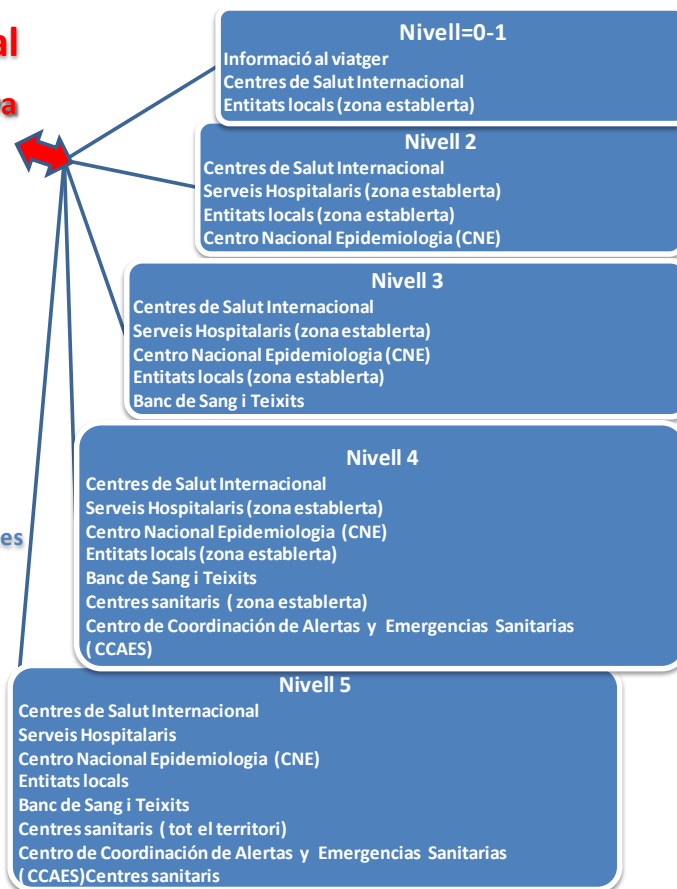 al
a
Nivell=0-1
Informació al viatger
Centres de Salut Internacional
Entitats locals (zona establerta)
Nivell 2
Centres de Salut Internacional
Serveis Hospitalaris (zona establerta)
Entitats locals (zona establerta)
Centro Nacional Epidemiologia (CNE)
Nivell 3
Centres de Salut Internacional
Serveis Hospitalaris (zona establerta)
Centro Nacional Epidemiologia (CNE)
Entitats locals (zona establerta)
Banc de Sang i Teixits
Nivell 4
Centres de Salut Internacional
Serveis Hospitalaris (zona establerta)
Centro Nacional Epidemiologia (CNE)
Entitats locals (zona establerta)
Banc de Sang i Teixits
Centres sanitaris ( zona establerta)
Centro de Coordinación de Alertas y Emergencias Sanitarias
( CCAES)
es
Nivell 5
Centres de Salut Internacional
Serveis Hospitalaris
Centro Nacional Epidemiologia (CNE)
Entitats locals
Banc de Sang i Teixits
Centres sanitaris ( tot el territori)
Centro de Coordinación de Alertas y Emergencias Sanitarias
( CCAES)Centres sanitaris